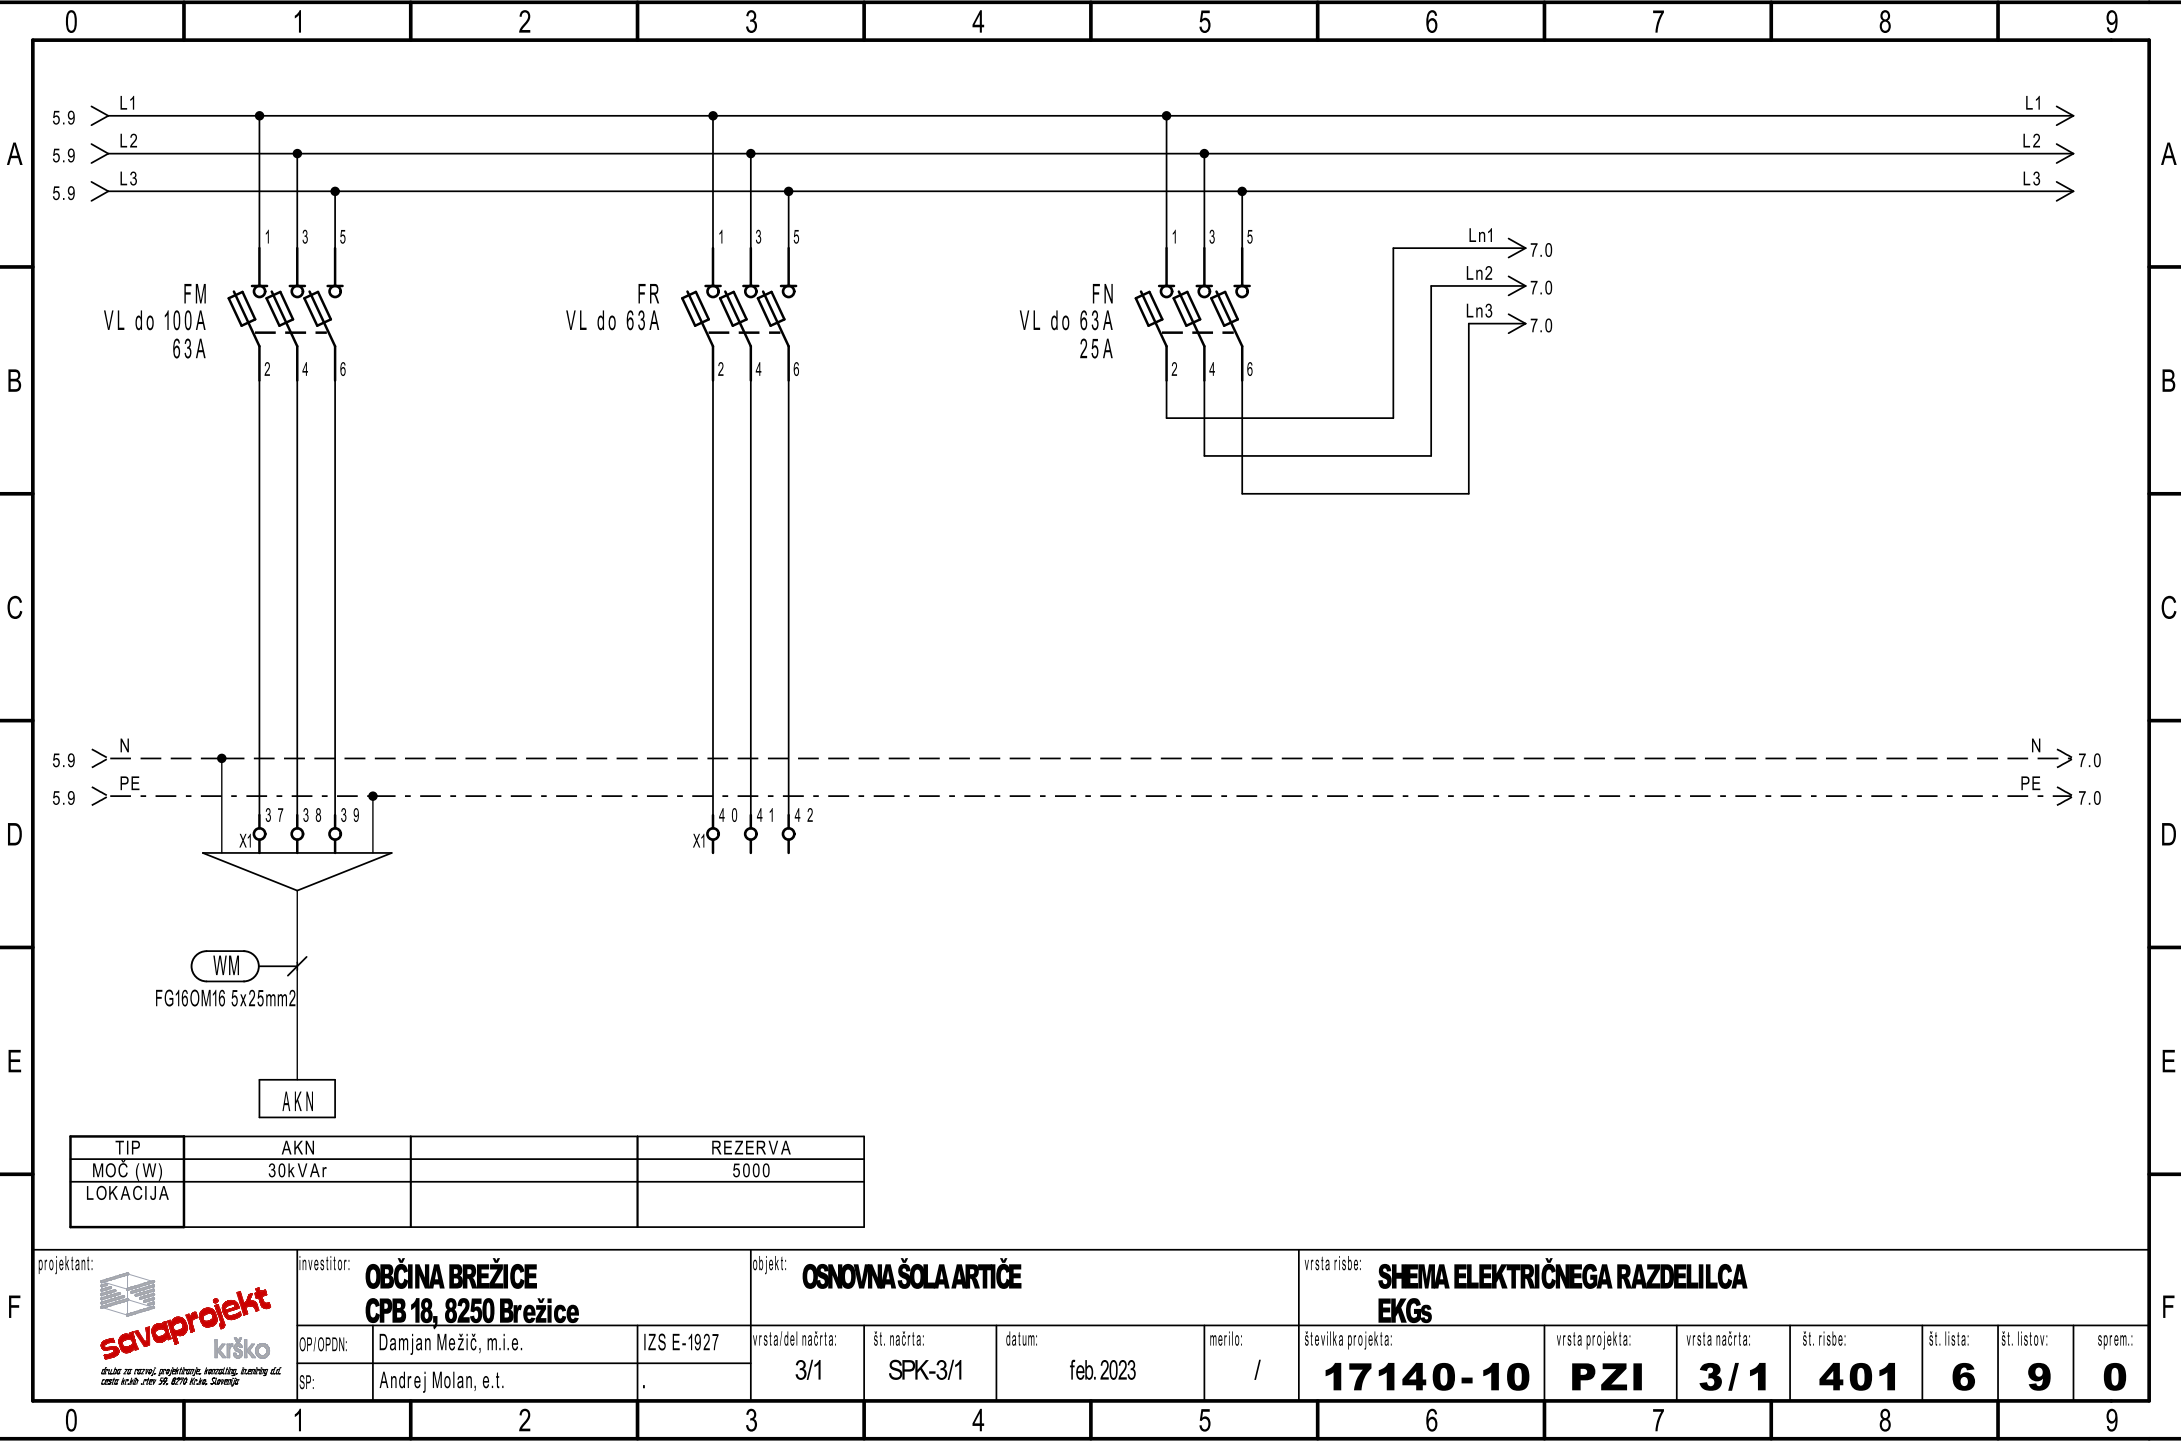 0 1 2 3 4 5 6 7 8 9
5.9 L1 L1
A 5.9 L2 L2 A
5.9 L3 L3
1 3 5 1 3 5 1 3 5 Ln1 7.0
FM FR FN Ln2 7.0
VL do 100A VL do 63A VL do 63A Ln3 7.0
63A 25A
2 4 6 2 4 6 2 4 6
B B
C C
5.9 N N 7.0
5.9 PE PE 7.0
37 38 39 40 41 42
D X1 X1 D
WM
FG16OM16 5x25mm2
E E
AKN
TIP AKN REZERVA
MOČ (W) 30kVAr 5000
LOKACIJA
F F
projektant:
savaprojekt
krško
investitor: OBČINA BREŽICE
CPB 18, 8250 Brežice
objekt: OSNOVNA ŠOLA ARTIČE
vrsta risbe: SHEMA ELEKTRIČNEGA RAZDELILCA
EKGs
OP/OPDN: Damjan Mežič, m.i.e. IZS E-1927
SP: Andrej Molan, e.t. .
vrsta/del načrta: št. načrta: datum: merilo: številka projekta: vrsta projekta: vrsta načrta: št. risbe: št. lista: št. listov: sprem.:
3/1 SPK-3/1 feb. 2023 / 17140-10 PZI 3/1 401 6 9 0
0 1 2 3 4 5 6 7 8 9